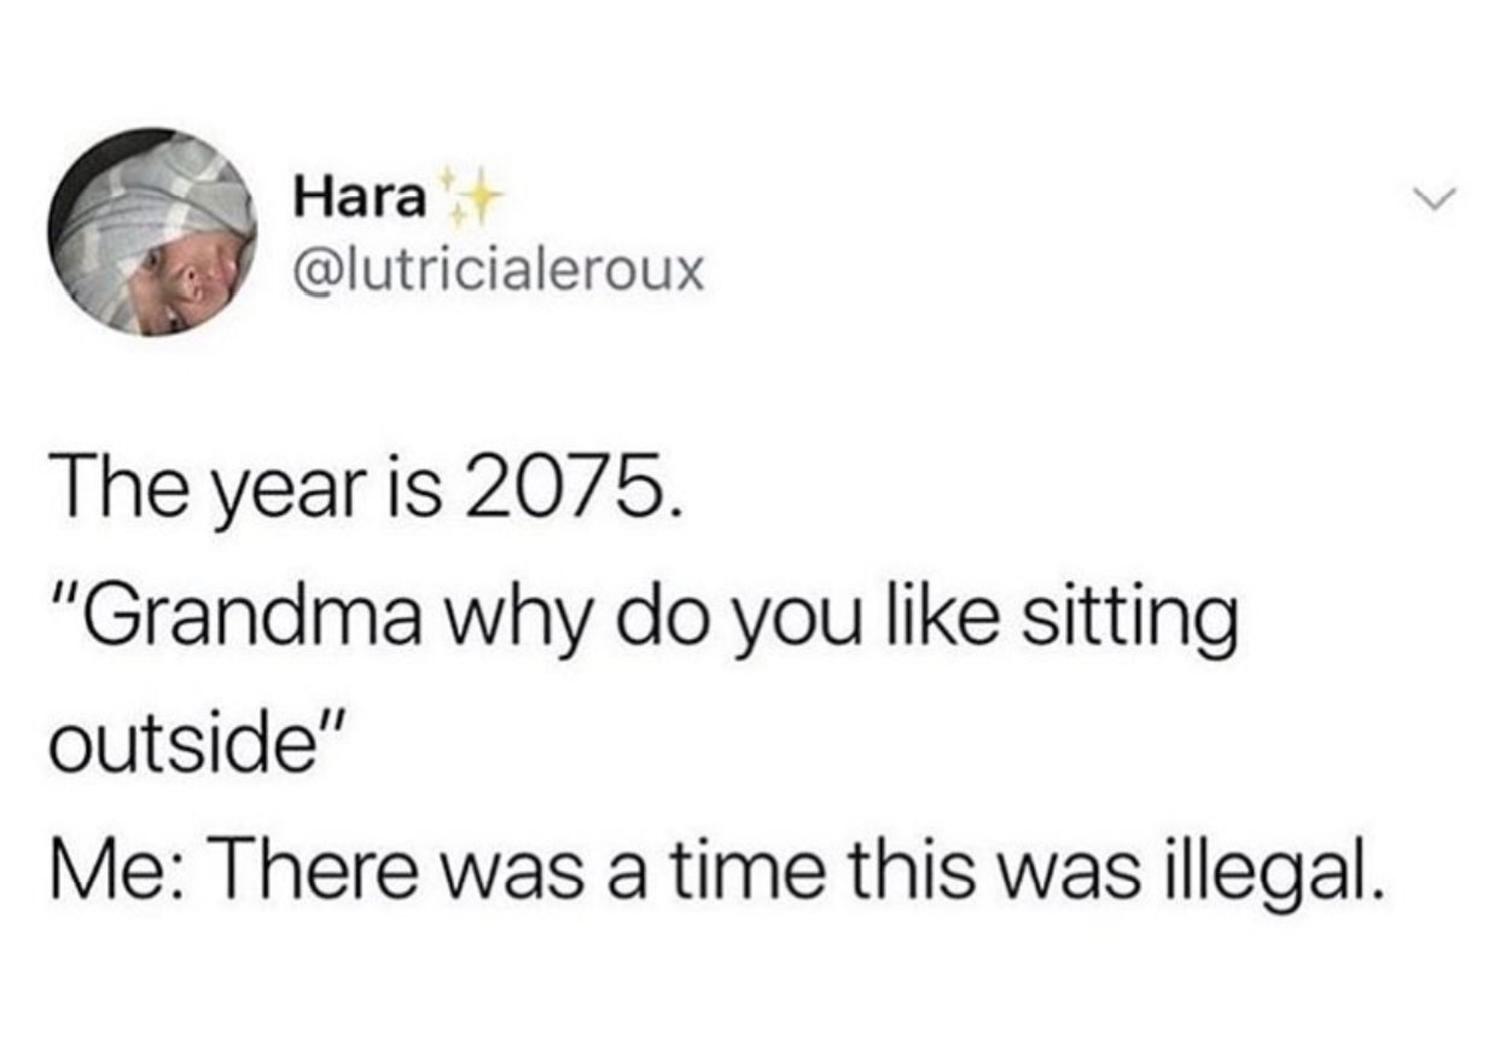 Hara✨
@lutricialeroux
The year is 2075.
"Grandma why do you like sitting
outside"
Me: There was a time this was illegal.